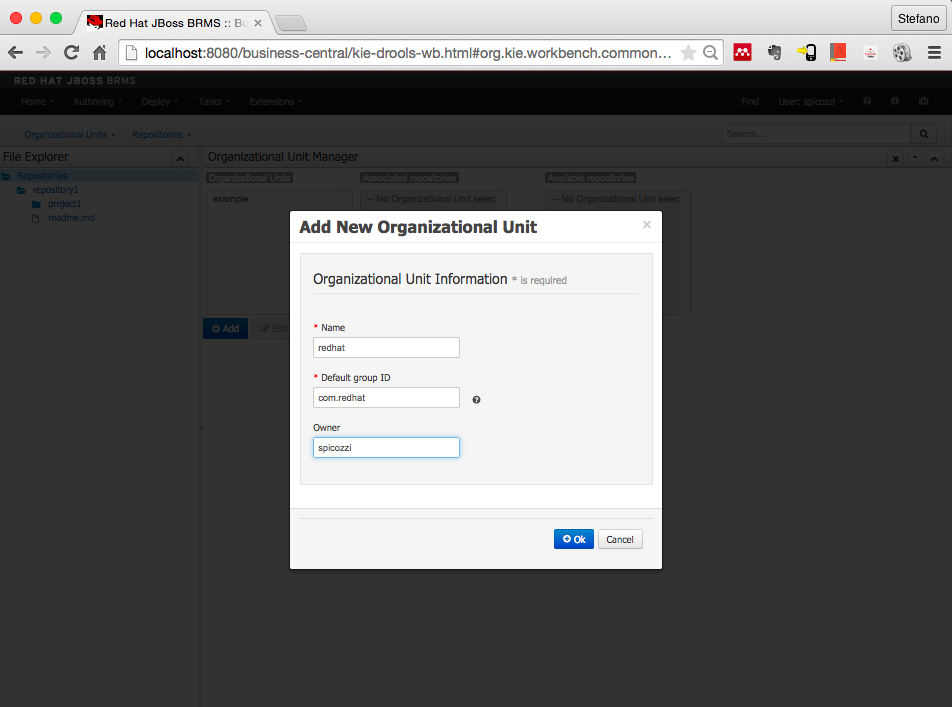 Red Hat JBoss BRMS :: Bu
Stefano
localhost:8080/business-central/kie-drools-wb.html#org.kie.workbench.common...
RED HAT JBOSS BRMS
Home Authoring Deploy Tasks Extensions Find User: spicozzi
Organizational Units Repositories Search...
File Explorer
Organizational Unit Manager
Repositories
repository1
project1
readme.md
Organizational Units Associated repositories Available repositories
example -- No Organizational Unit selec -- No Organizational Unit selec
Add Edit
Add New Organizational Unit ×
Organizational Unit Information * is required
* Name
redhat
* Default group ID
com.redhat
Owner
spicozzi
Ok Cancel